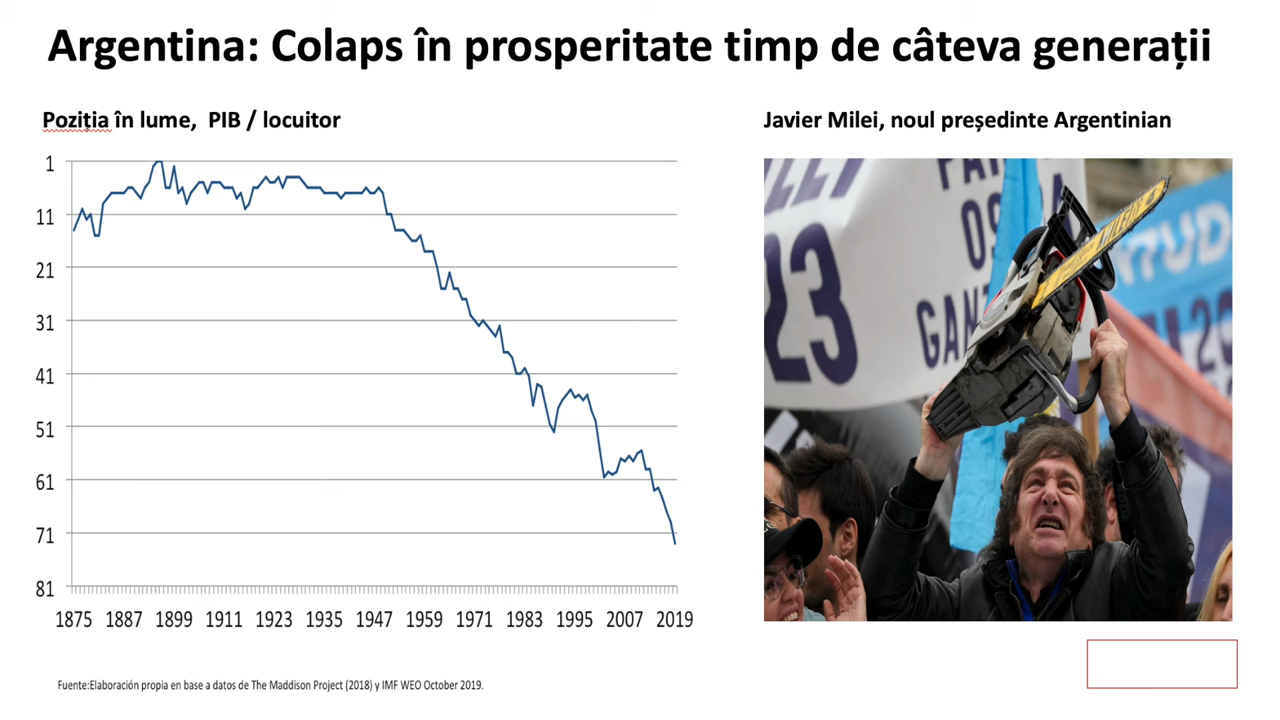 Argentina: Colaps în prosperitate timp de câteva generații
Poziția în lume, PIB / locuitor
1
11
21
31
41
51
61
71
81
1875 1887 1899 1911 1923 1935 1947 1959 1971 1983 1995 2007 2019
Fuente:Elaboración propia en base a datos de The Maddison Project (2018) y IMF WEO October 2019.
Javier Milei, noul președinte Argentinian
23